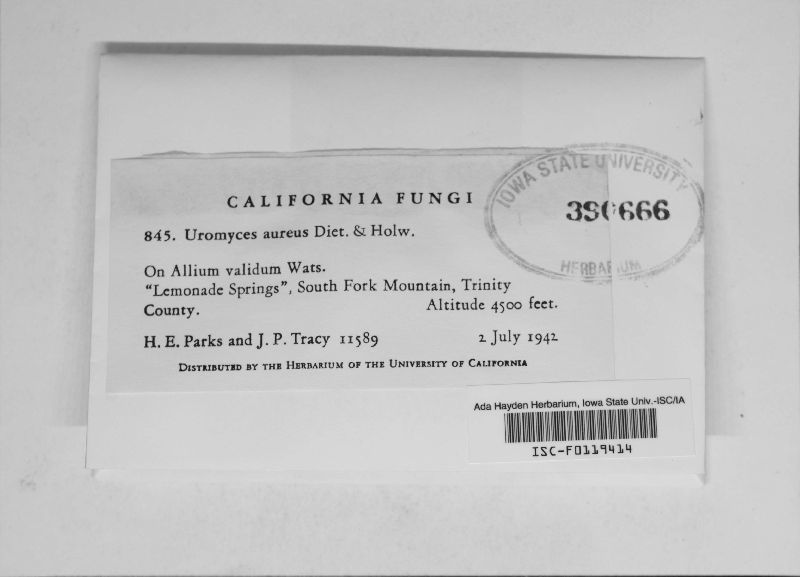 CALIFORNIA FUNGI
845. Uromyces aureus Diet. & Holw.
On Allium validum Wats.
"Lemonade Springs", South Fork Mountain, Trinity
County. Altitude 4500 feet.
H. E. Parks and J. P. Tracy 11589 2 July 1942
DISTRIBUTED BY THE HERBARIUM OF THE UNIVERSITY OF CALIFORNIA
IOWA STATE UNIVERSITY
HERBARIUM
Ada Hayden Herbarium, Iowa State Univ.-ISC/IA
ISC-F0119414